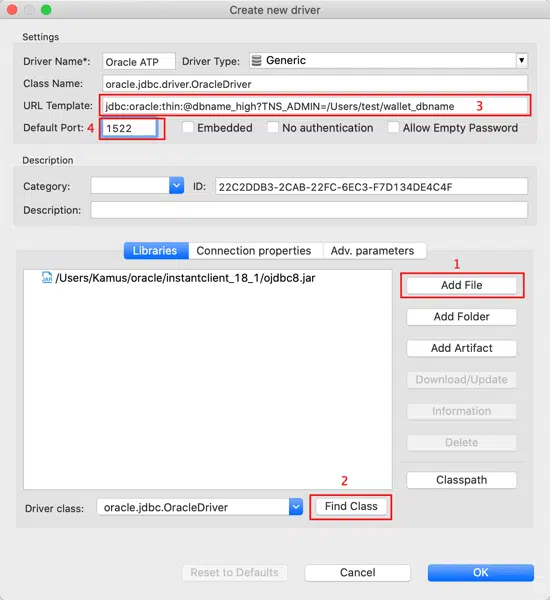 Create new driver
Settings
Driver Name*: Oracle ATP Driver Type: Generic
Class Name: oracle.jdbc.driver.OracleDriver
URL Template: jdbc:oracle:thin:@dbname_high?TNS_ADMIN=/Users/test/wallet_dbname 3
Default Port: 4 1522 Embedded No authentication Allow Empty Password
Description
Category: ID: 22C2DDB3-2CAB-22FC-6EC3-F7D134DE4C4F
Description:
Libraries Connection properties Adv. parameters
1
JAR /Users/Kamus/oracle/instantclient_18_1/ojdbc8.jar
Add File
Add Folder
Add Artifact
Download/Update
Information
Delete
Classpath
2
Driver class: oracle.jdbc.OracleDriver Find Class
Reset to Defaults Cancel OK